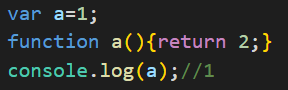 var a=1;
function a(){return 2;}
console.log(a);//1